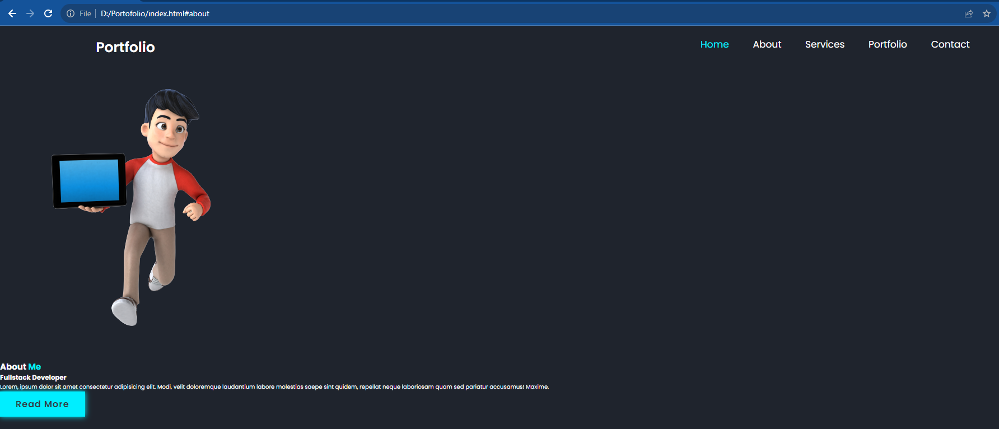 File D:/Portofolio/index.html#about
Portfolio Home About Services Portfolio Contact
About Me
Fullstack Developer
Lorem, ipsum dolor sit amet consectetur adipisicing elit. Modi, velit doloremque laudantium labore molestias saepe sint quidem, repellat neque laboriosam quam sed pariatur accusamus! Maxime.
Read More